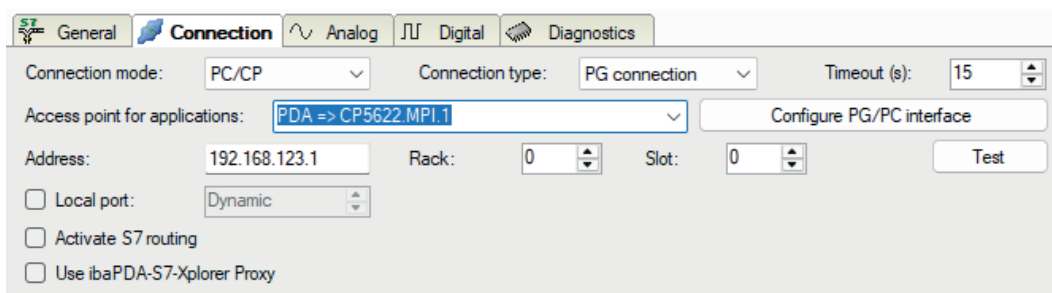 S7 General Connection Analog Digital Diagnostics
Connection mode: PC/CP Connection type: PG connection Timeout (s): 15
Access point for applications: PDA => CP5622.MPI.1 Configure PG/PC interface
Address: 192.168.123.1 Rack: 0 Slot: 0 Test
Local port: Dynamic
Activate S7 routing
Use ibaPDA-S7-Xplorer Proxy